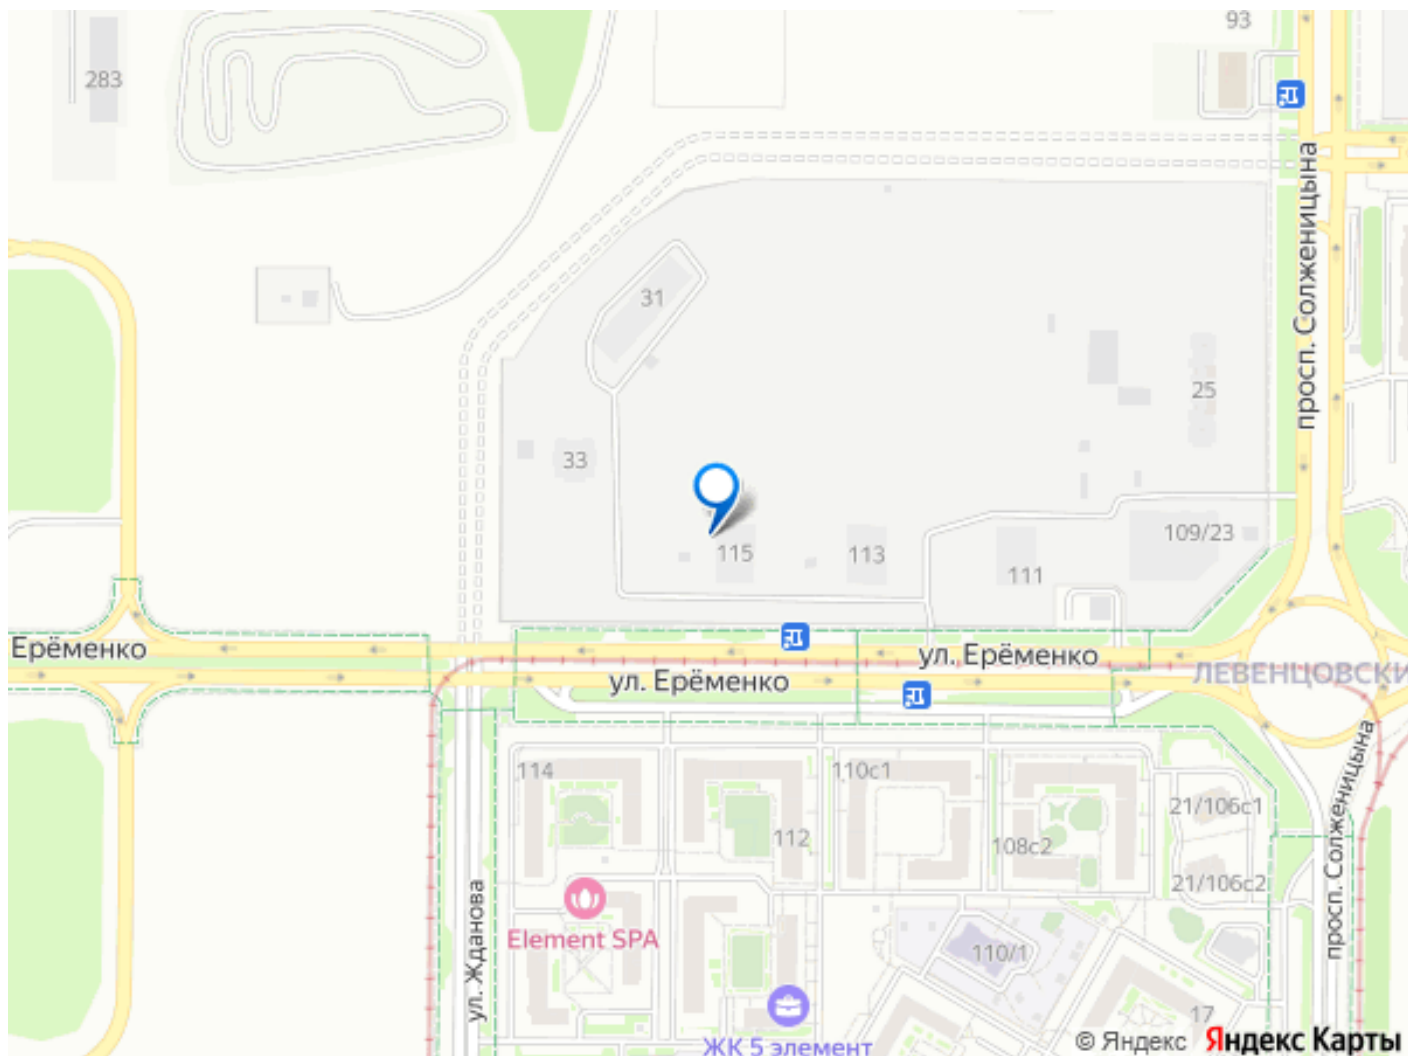 93
283
просп. Солженицына
31
25
33
115
113
109/23
111
Ерёменко
ул. Ерёменко
ул. Ерёменко
ЛЕВЕНЦОВСКИ
114
110с1
21/106с1
112
108с2
21/106с2
просп. Солженицына
ул. Жданова
Element SPA
110/1
17
ЖК 5 элемент
© Яндекс Яндекс Карты